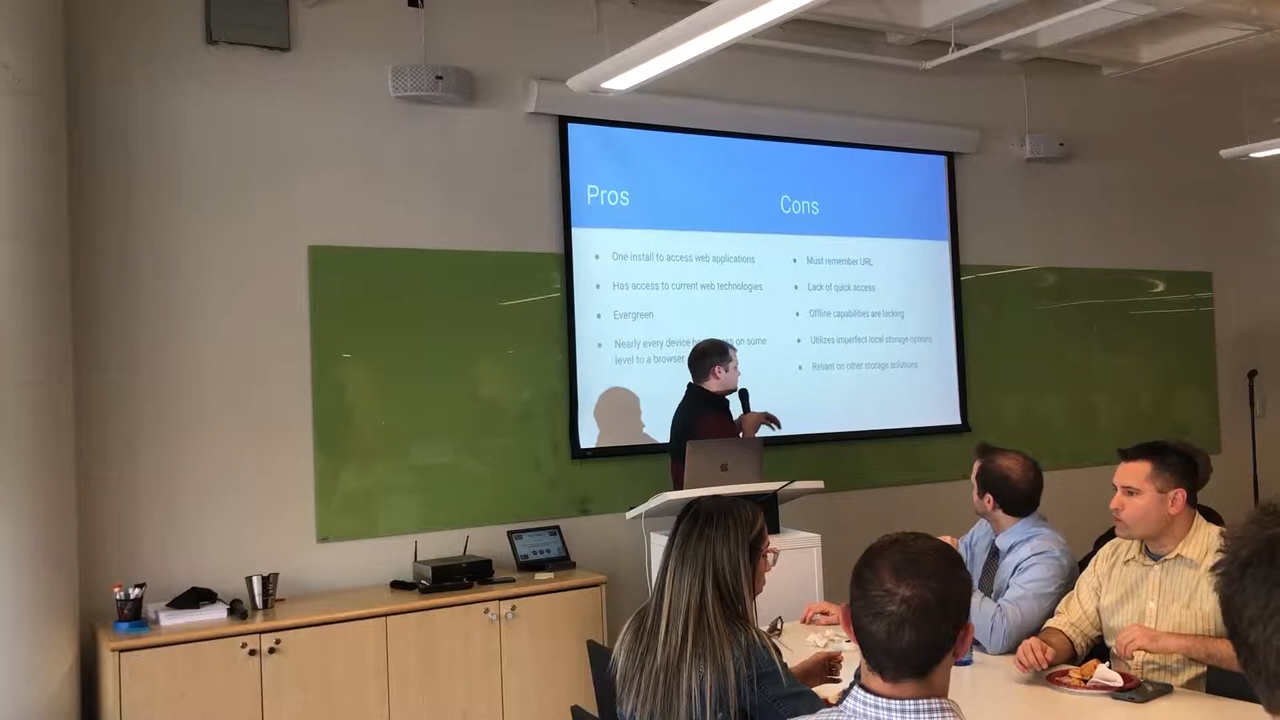 Pros
One install to access web applications
Has access to current web technologies
Evergreen
Nearly every device on some
level to a browser
Cons
Must remember URL
Lack of quick access
Offline capabilities are lacking
Utilizes imperfect local storage options
Reliant on other storage solutions